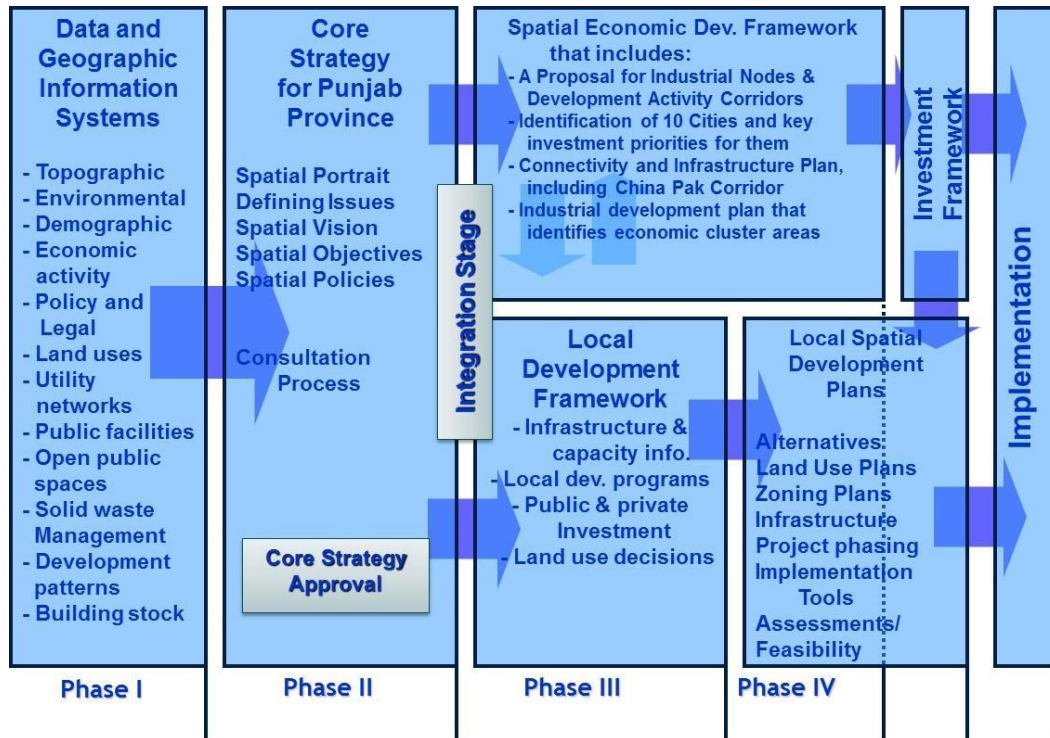 Data and
Geographic
Information
Systems
- Topographic
- Environmental
- Demographic
- Economic
activity
- Policy and
Legal
- Land uses
- Utility
networks
- Public facilities
- Open public
spaces
- Solid waste
Management
- Development
patterns
- Building stock
Phase I
Core
Strategy
for Punjab
Province
Spatial Portrait
Defining Issues
Spatial Vision
Spatial Objectives
Spatial Policies
Consultation
Process
Core Strategy
Approval
Phase II
Integration Stage
Spatial Economic Dev. Framework
that includes:
- A Proposal for Industrial Nodes &
Development Activity Corridors
- Identification of 10 Cities and key
investment priorities for them
- Connectivity and Infrastructure Plan,
including China Pak Corridor
- Industrial development plan that
identifies economic cluster areas
Local
Development
Framework
- Infrastructure &
capacity info.
- Local dev. programs
- Public & private
Investment
- Land use decisions
Phase III
Investment
Framework
Local Spatial
Development
Plans
Alternatives
Land Use Plans
Zoning Plans
Infrastructure
Project phasing
Implementation
Tools
Assessments/
Feasibility
Phase IV
Implementation